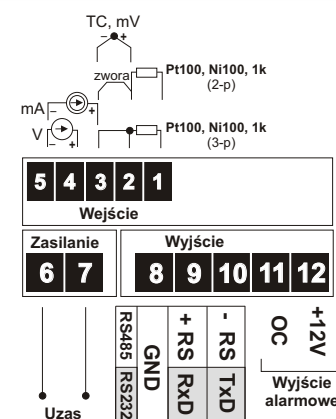 TC, mV
- +
zwora
Pt100, Ni100, 1k
(2-p)
mA - +
V - +
Pt100, Ni100, 1k
(3-p)
5 4 3 2 1
Wejście
Zasilanie
Wyjście
6 7 8 9 10 11 12
RS485
RS232
GND
+ RS
RxD
- RS
TxD
OC
+12V
Wyjście
alarmowe
Uzas